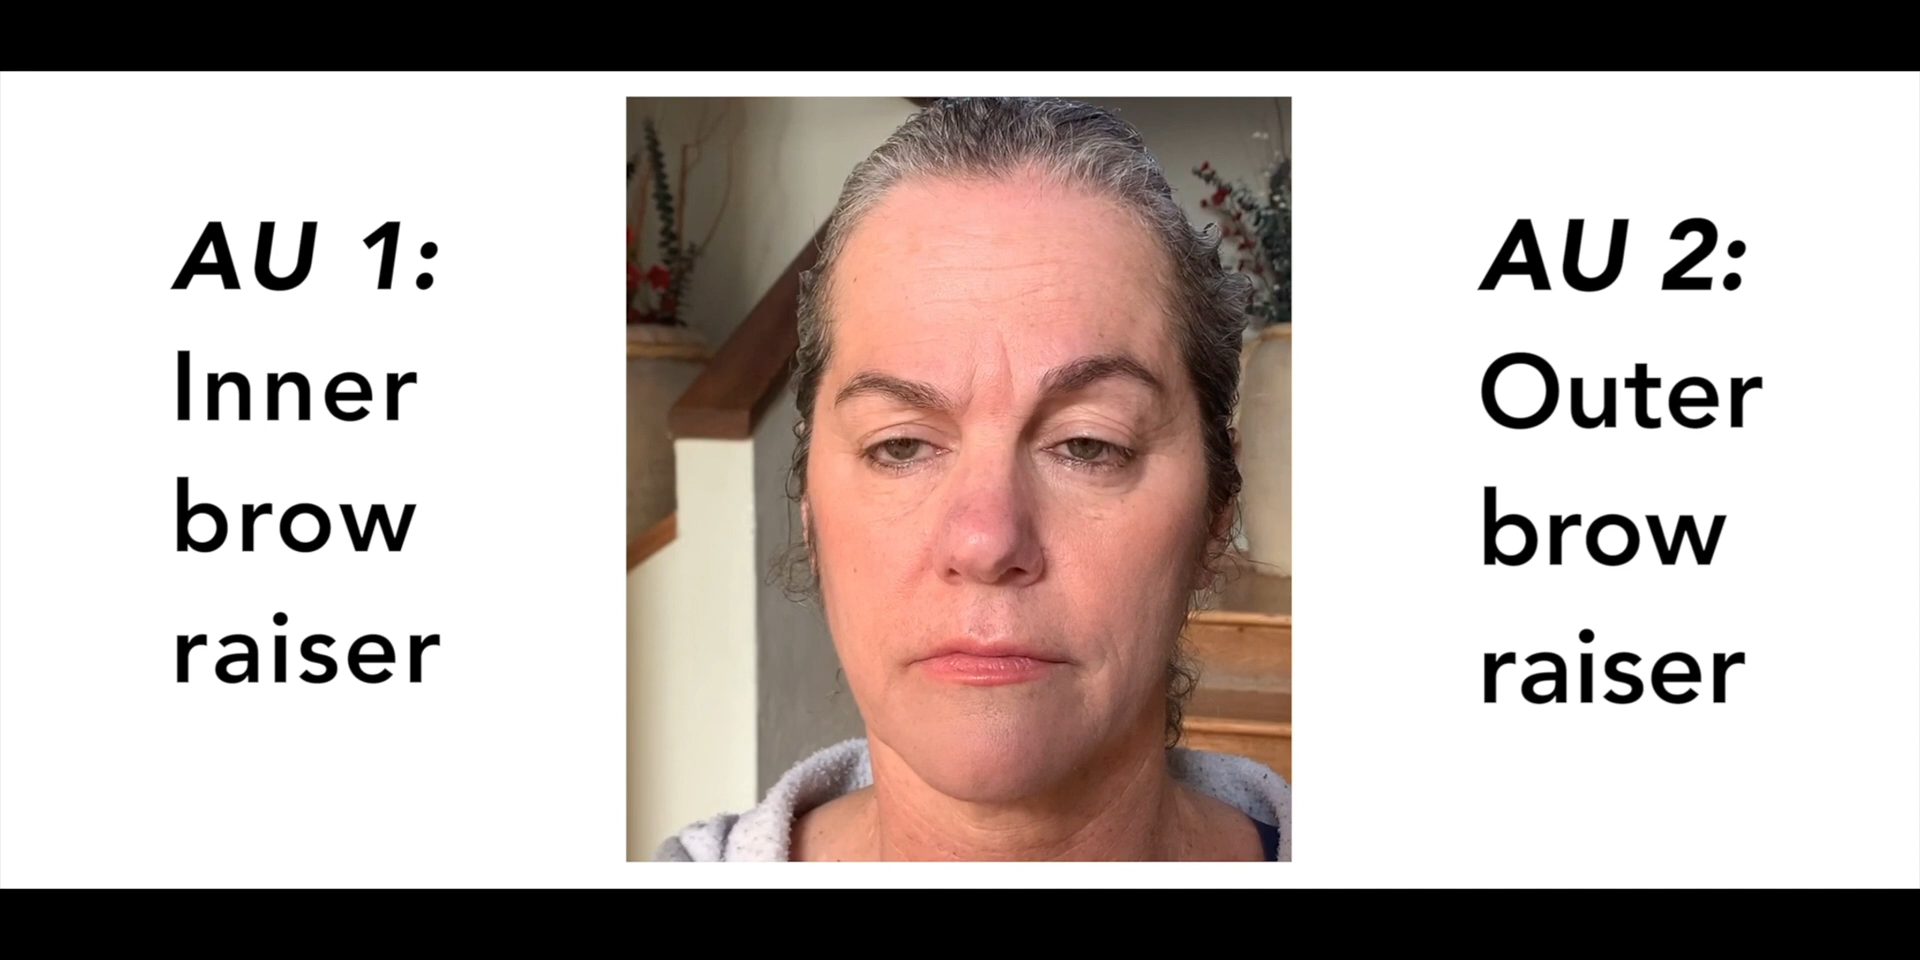 AU 1:
Inner
brow
raiser
AU 2:
Outer
brow
raiser